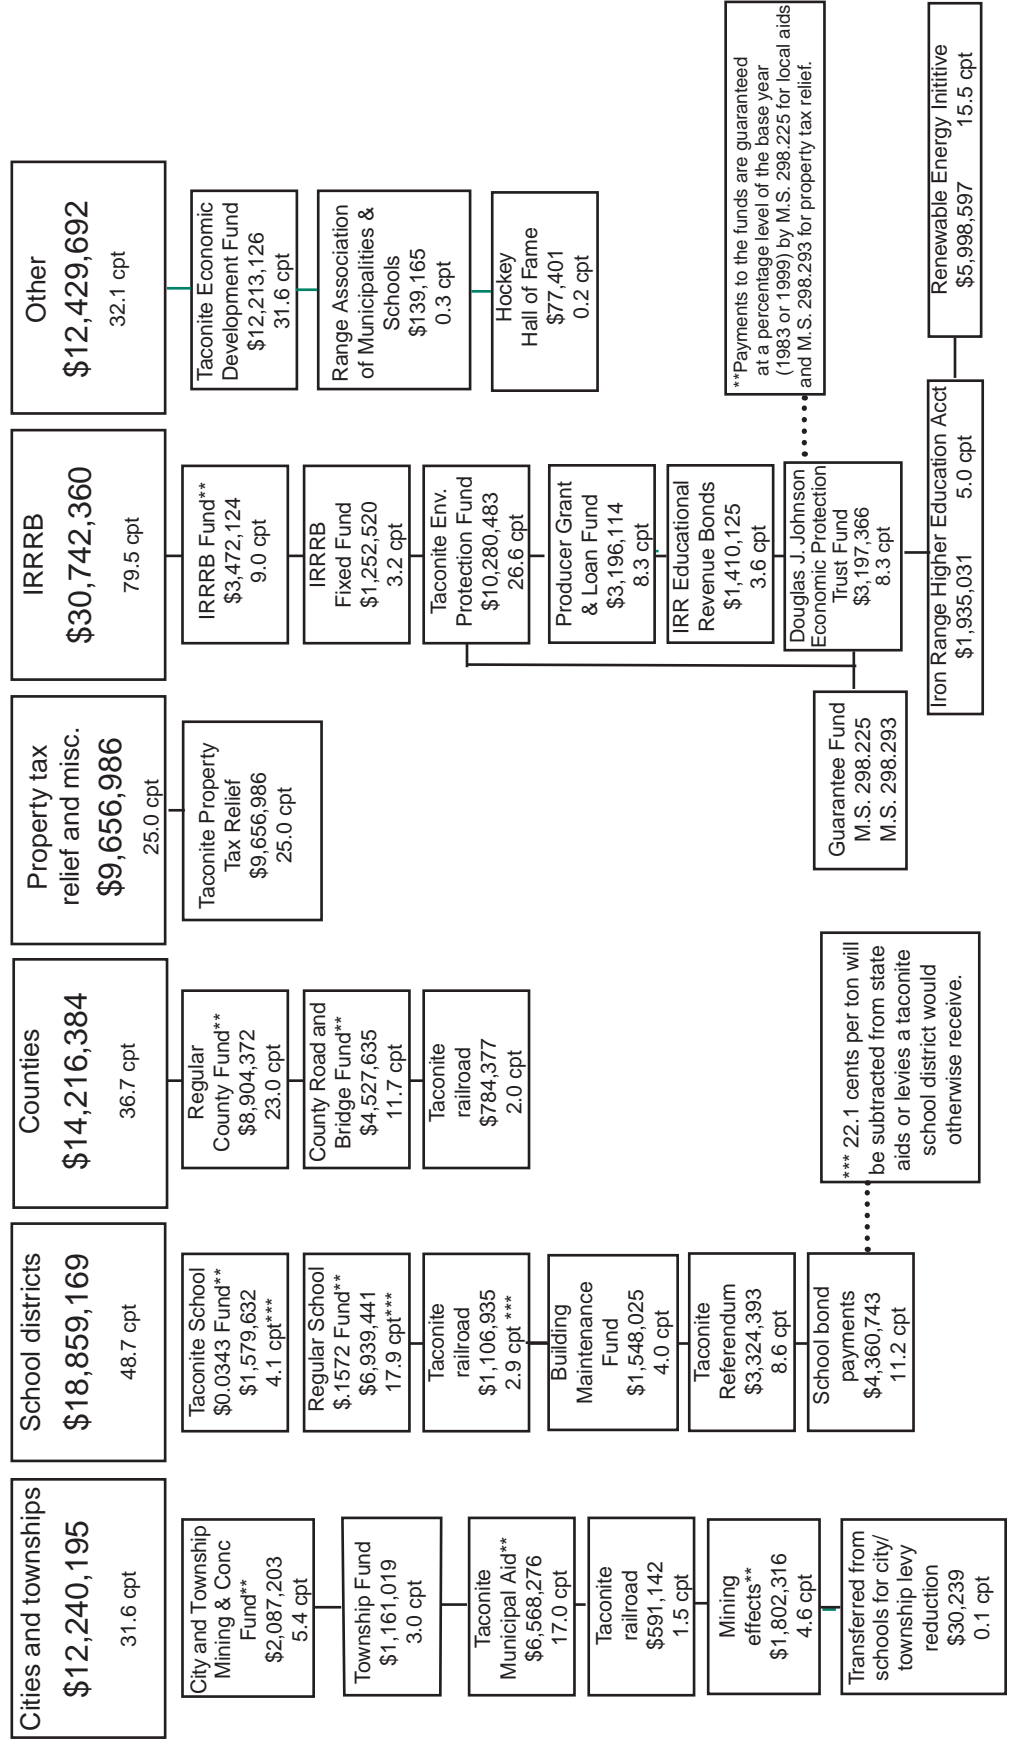 Cities and townships
$12,240,195
31.6 cpt
City and Township
Mining & Conc
Fund**
$2,087,203
5.4 cpt
Township Fund
$1,161,019
3.0 cpt
Taconite
Municipal Aid**
$6,568,276
17.0 cpt
Taconite
railroad
$591,142
1.5 cpt
Mining
effects**
$1,802,316
4.6 cpt
Transferred from
schools for city/
township levy
reduction
$30,239
0.1 cpt
School districts
$18,859,169
48.7 cpt
Taconite School
$0.0343 Fund**
$1,579,632
4.1 cpt***
Regular School
$.1572 Fund**
$6,939,441
17.9 cpt***
Taconite
railroad
$1,106,935
2.9 cpt ***
Building
Maintenance
Fund
$1,548,025
4.0 cpt
Taconite
Referendum
$3,324,393
8.6 cpt
School bond
payments
$4,360,743
11.2 cpt
*** 22.1 cents per ton will
be subtracted from state
aids or levies a taconite
school district would
otherwise receive.
Counties
$14,216,384
36.7 cpt
Regular
County Fund**
$8,904,372
23.0 cpt
County Road and
Bridge Fund**
$4,527,635
11.7 cpt
Taconite
railroad
$784,377
2.0 cpt
Property tax
relief and misc.
$9,656,986
25.0 cpt
Taconite Property
Tax Relief
$9,656,986
25.0 cpt
IRRRB
$30,742,360
79.5 cpt
IRRRB Fund**
$3,472,124
9.0 cpt
IRRRB
Fixed Fund
$1,252,520
3.2 cpt
Taconite Env.
Protection Fund
$10,280,483
26.6 cpt
Producer Grant
& Loan Fund
$3,196,114
8.3 cpt
IRR Educational
Revenue Bonds
$1,410,125
3.6 cpt
Douglas J. Johnson
Economic Protection
Trust Fund
$3,197,366
8.3 cpt
Guarantee Fund
M.S. 298.225
M.S. 298.293
Iron Range Higher Education Acct
$1,935,031 5.0 cpt
Renewable Energy Inititive
$5,998,597 15.5 cpt
**Payments to the funds are guaranteed
at a percentage level of the base year
(1983 or 1999) by M.S. 298.225 for local aids
and M.S. 298.293 for property tax relief.
Other
$12,429,692
32.1 cpt
Taconite Economic
Development Fund
$12,213,126
31.6 cpt
Range Association
of Municipalities &
Schools
$139,165
0.3 cpt
Hockey
Hall of Fame
$77,401
0.2 cpt